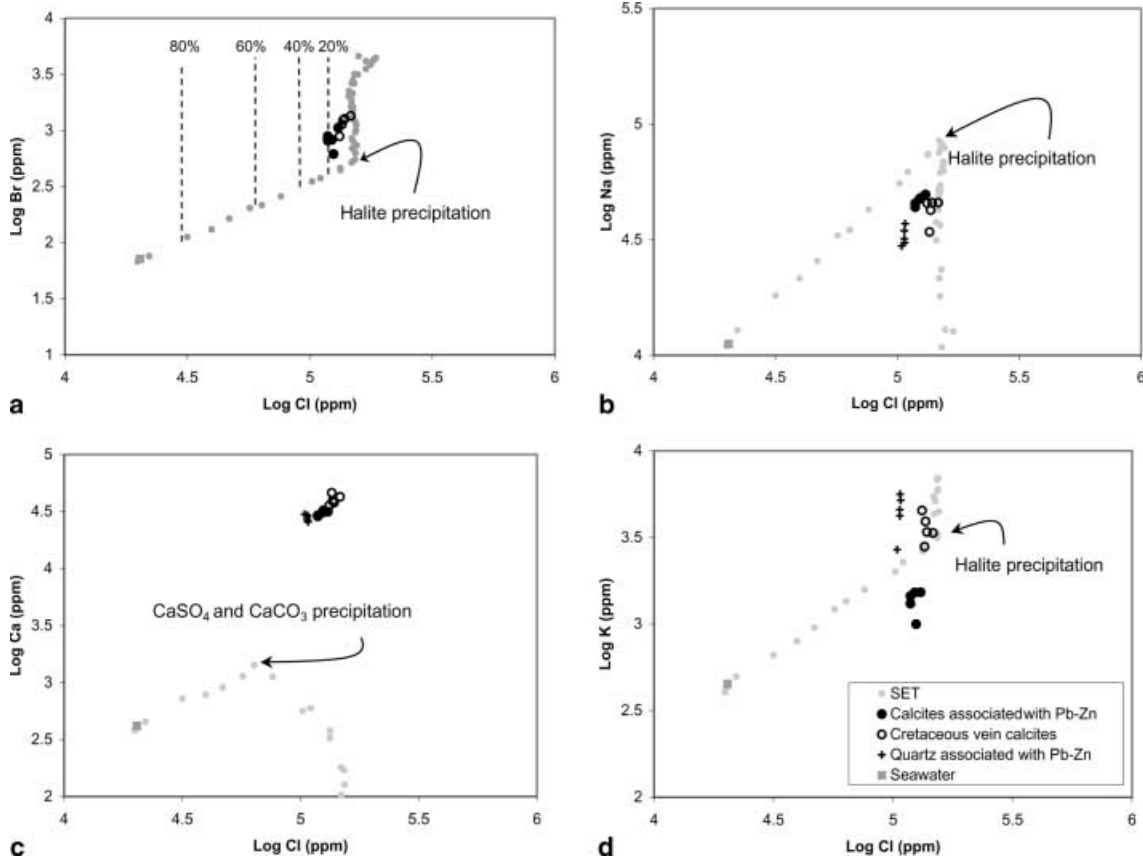 4
3.5
3
2.5
2
1.5
1
80%
60%
40%
20%
Halite precipitation
Log Br (ppm)
4
4.5
5
5.5
6
Log Cl (ppm)
a
5.5
5
4.5
4
Halite precipitation
Log Na (ppm)
4
4.5
5
5.5
6
Log Cl (ppm)
b
5
4.5
4
3.5
3
2.5
2
CaSO4 and CaCO3 precipitation
Log Ca (ppm)
4
4.5
5
5.5
6
Log Cl (ppm)
c
4
3.5
3
2.5
2
Halite precipitation
SET
Calcites associated with Pb-Zn
Cretaceous vein calcites
Quartz associated with Pb-Zn
Seawater
Log K (ppm)
4
4.5
5
5.5
6
Log Cl (ppm)
d